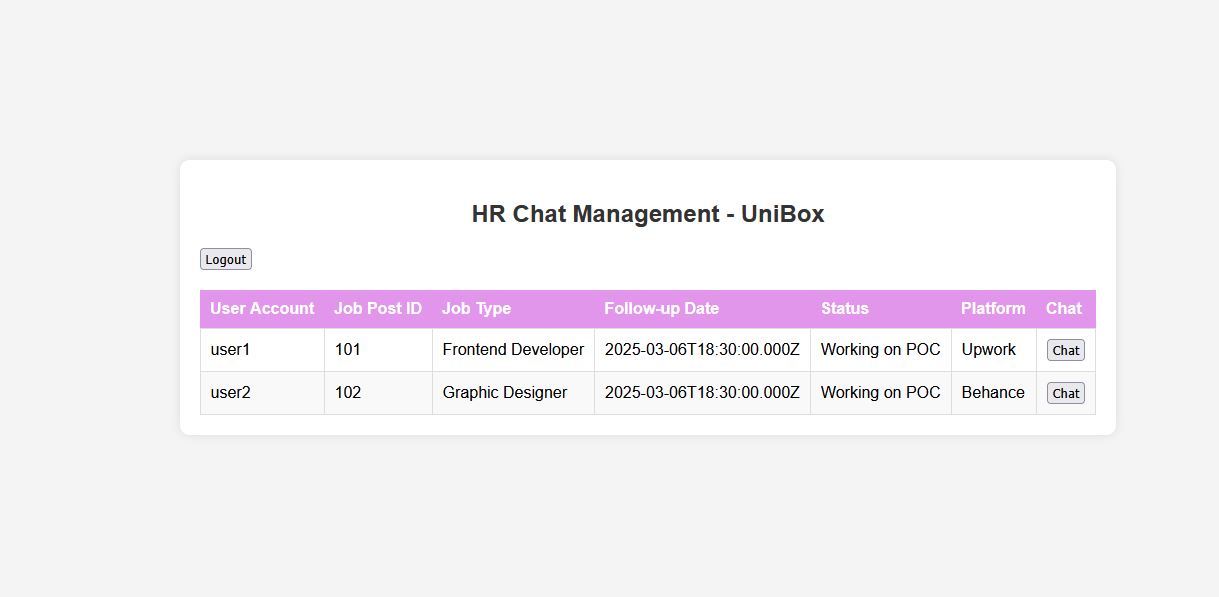 HR Chat Management - UniBox
Logout
User Account Job Post ID Job Type Follow-up Date Status Platform Chat
user1 101 Frontend Developer 2025-03-06T18:30:00.000Z Working on POC Upwork Chat
user2 102 Graphic Designer 2025-03-06T18:30:00.000Z Working on POC Behance Chat